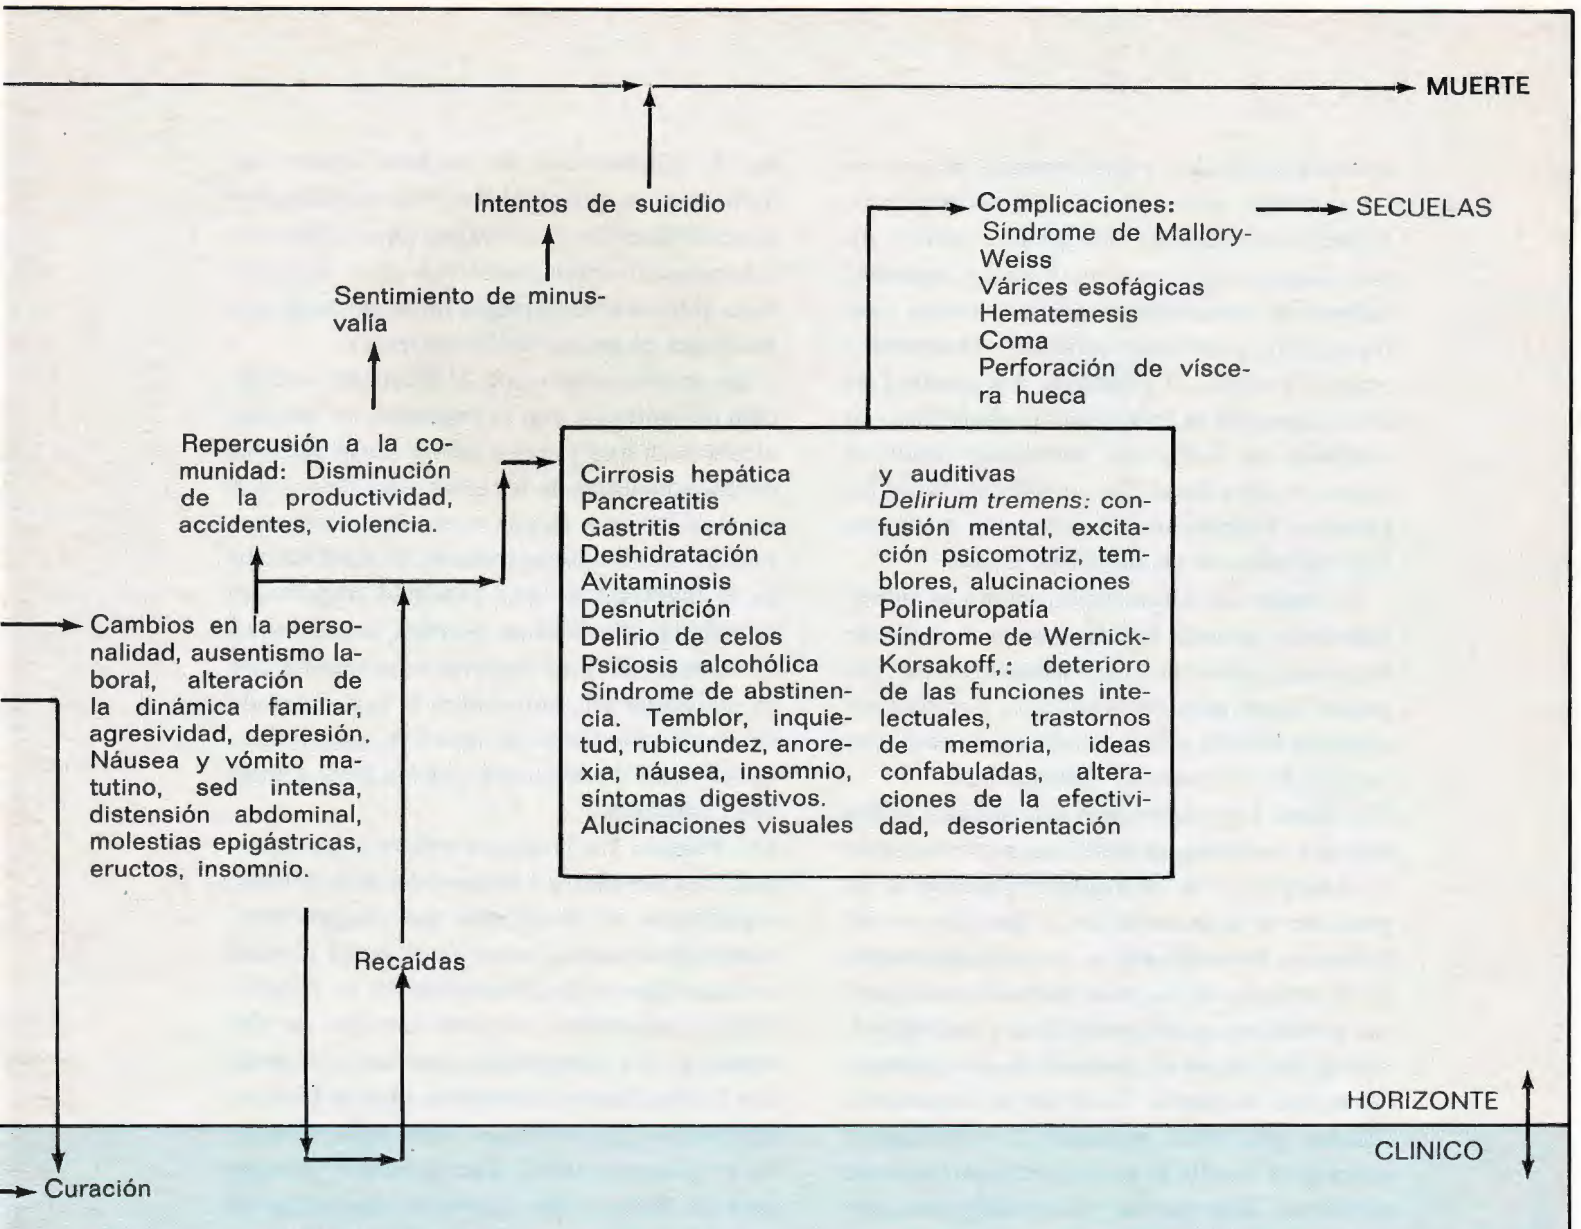 MUERTE
Intentos de suicidio
Complicaciones:
Síndrome de Mallory-
Weiss
Várices esofágicas
Hematemesis
Coma
Perforación de vísce-
ra hueca
SECUELAS
Sentimiento de minus-
valía
Repercusión a la co-
munidad: Disminución
de la productividad,
accidentes, violencia.
Cirrosis hepática
Pancreatitis
Gastritis crónica
Deshidratación
Avitaminosis
Desnutrición
Delirio de celos
Psicosis alcohólica
Síndrome de abstinen-
cia. Temblor, inquie-
tud, rubicundez, anore-
xia, náusea, insomnio,
síntomas digestivos.
Alucinaciones visuales
y auditivas
Delirium tremens: con-
fusión mental, excita-
ción psicomotriz, tem-
blores, alucinaciones
Polineuropatía
Síndrome de Wernick-
Korsakoff,: deterioro
de las funciones inte-
lectuales, trastornos
de memoria, ideas
confabuladas, altera-
ciones de la efectivi-
dad, desorientación
Cambios en la perso-
nalidad, ausentismo la-
boral, alteración de
la dinámica familiar,
agresividad, depresión.
Náusea y vómito ma-
tutino, sed intensa,
distensión abdominal,
molestias epigástricas,
eructos, insomnio.
Recaídas
HORIZONTE
CLINICO
Curación